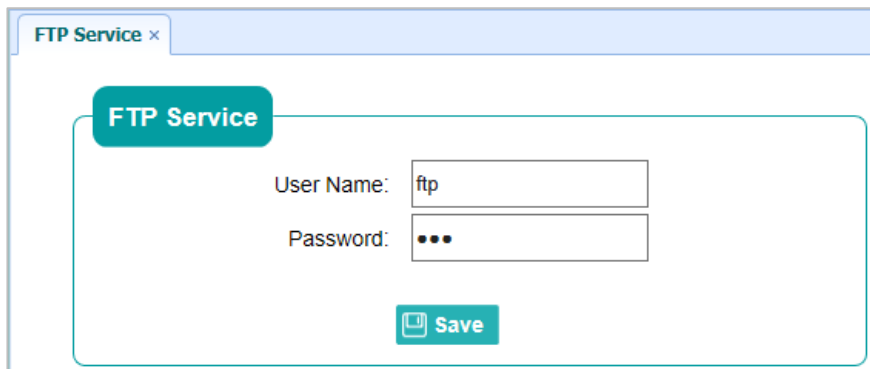 FTP Service ×
FTP Service
User Name: ftp
Password: •••
Save